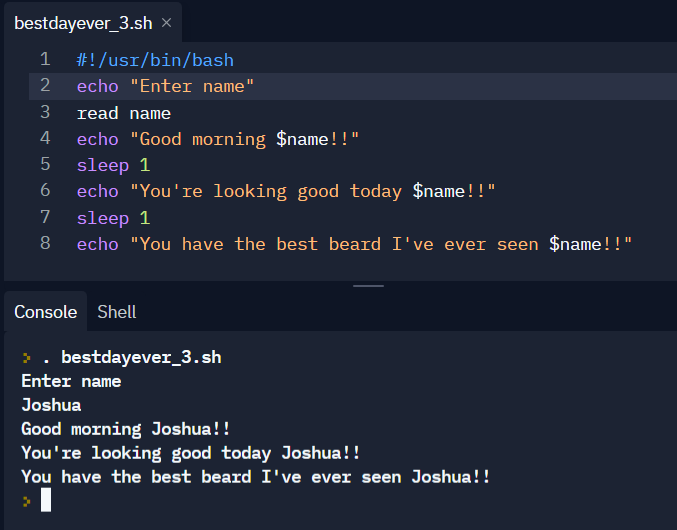 bestdayever_3.sh ×
1 #!/usr/bin/bash
2 echo "Enter name"
3 read name
4 echo "Good morning $name!!"
5 sleep 1
6 echo "You're looking good today $name!!"
7 sleep 1
8 echo "You have the best beard I've ever seen $name!!"
Console Shell
> . bestdayever_3.sh
Enter name
Joshua
Good morning Joshua!!
You're looking good today Joshua!!
You have the best beard I've ever seen Joshua!!
>